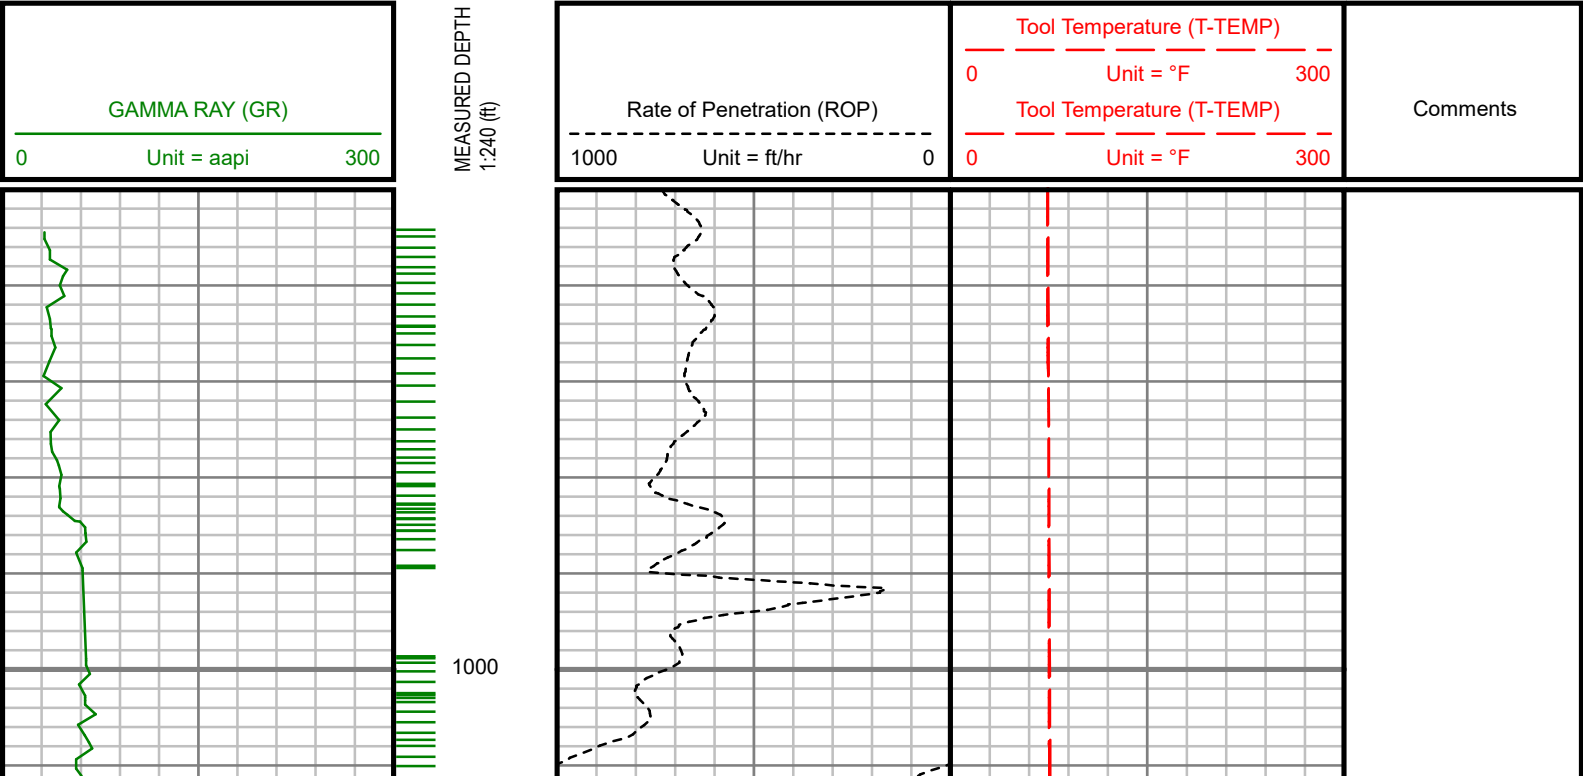 GAMMA RAY (GR)
0 Unit = aapi 300
MEASURED DEPTH
1:240 (ft)
Rate of Penetration (ROP)
1000 Unit = ft/hr 0
Tool Temperature (T-TEMP)
0 Unit = °F 300
Tool Temperature (T-TEMP)
0 Unit = °F 300
Comments
1000